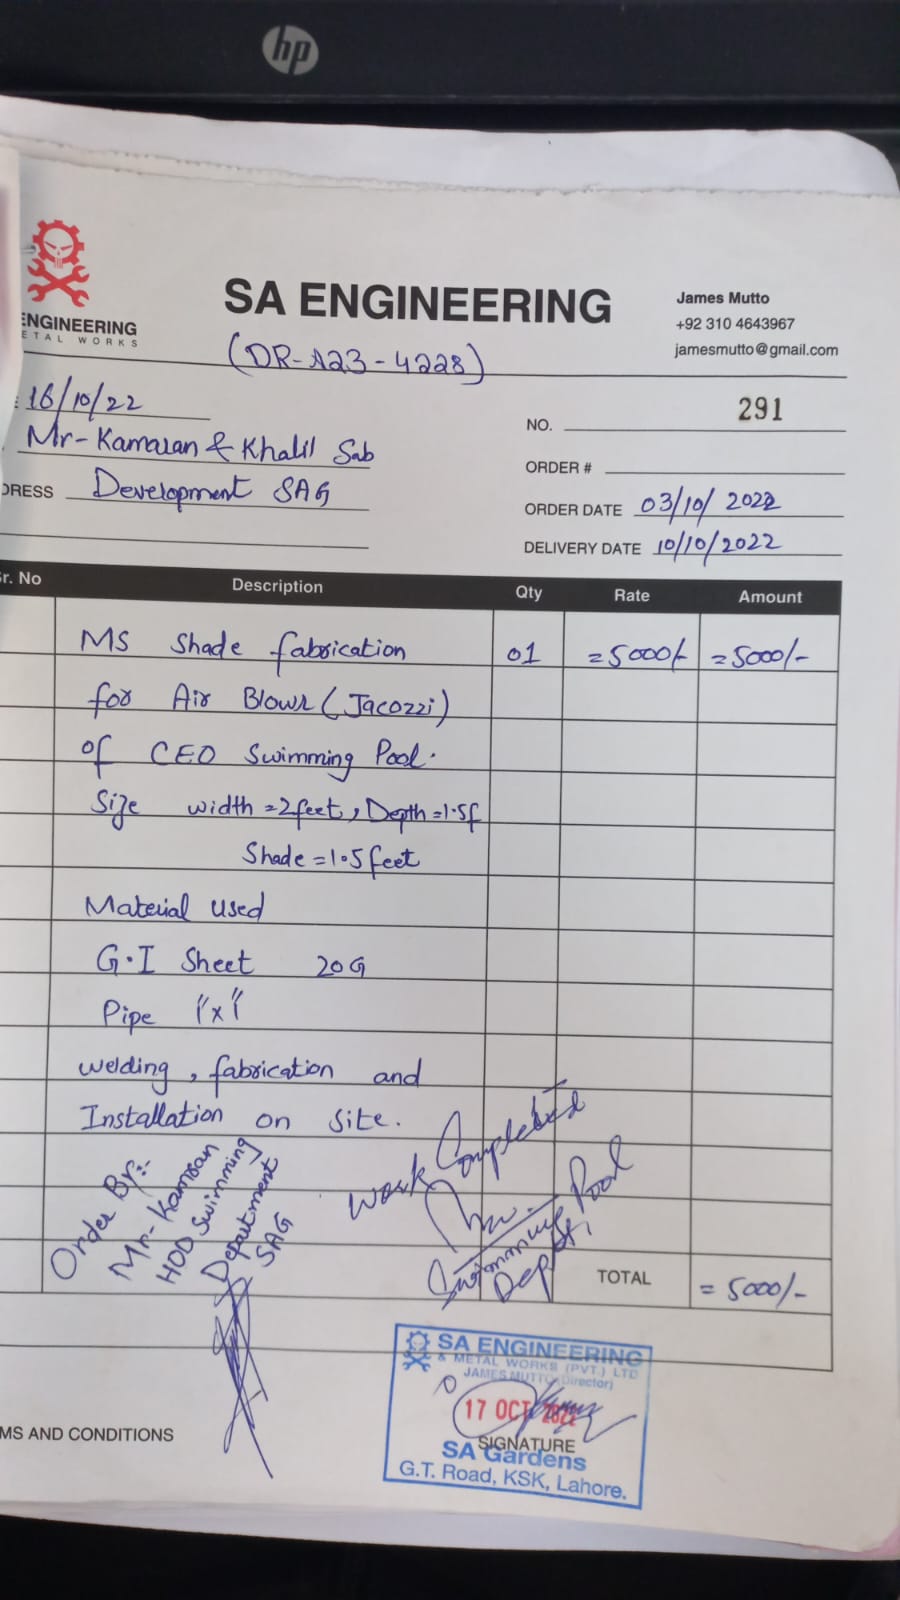 hp
ENGINEERING
ETAL WORKS
SA ENGINEERING
(DR-A23-4228)
James Mutto
+92 310 4643967
jamesmutto@gmail.com
: 16/10/22
Mr-Kamran & Khalil Sab
DRESS Development SAG
NO. 291
ORDER #
ORDER DATE 03/10/2022
DELIVERY DATE 10/10/2022
Sr. No Description Qty Rate Amount
MS Shade fabrication 01 =5000/- =5000/-
for Air Blowr (Jacozzi)
of CEO Swimming Pool.
Size width=2feet, Depth=1.5f
Shade=1.5feet
Material used
G.I Sheet 20G
Pipe 1"x1"
welding, fabrication and
Installation on site.
Order By:-
Mr-Kamran
HOD Swimming
Department
SAG
Work Completed
Swimming Pool
Deptt;
TOTAL =5000/-
SA ENGINEERING
& METAL WORKS (PVT.) LTD
JAMES MUTTO (Director)
17 OCT 2022
SIGNATURE
SA Gardens
G.T. Road, KSK, Lahore.
MS AND CONDITIONS